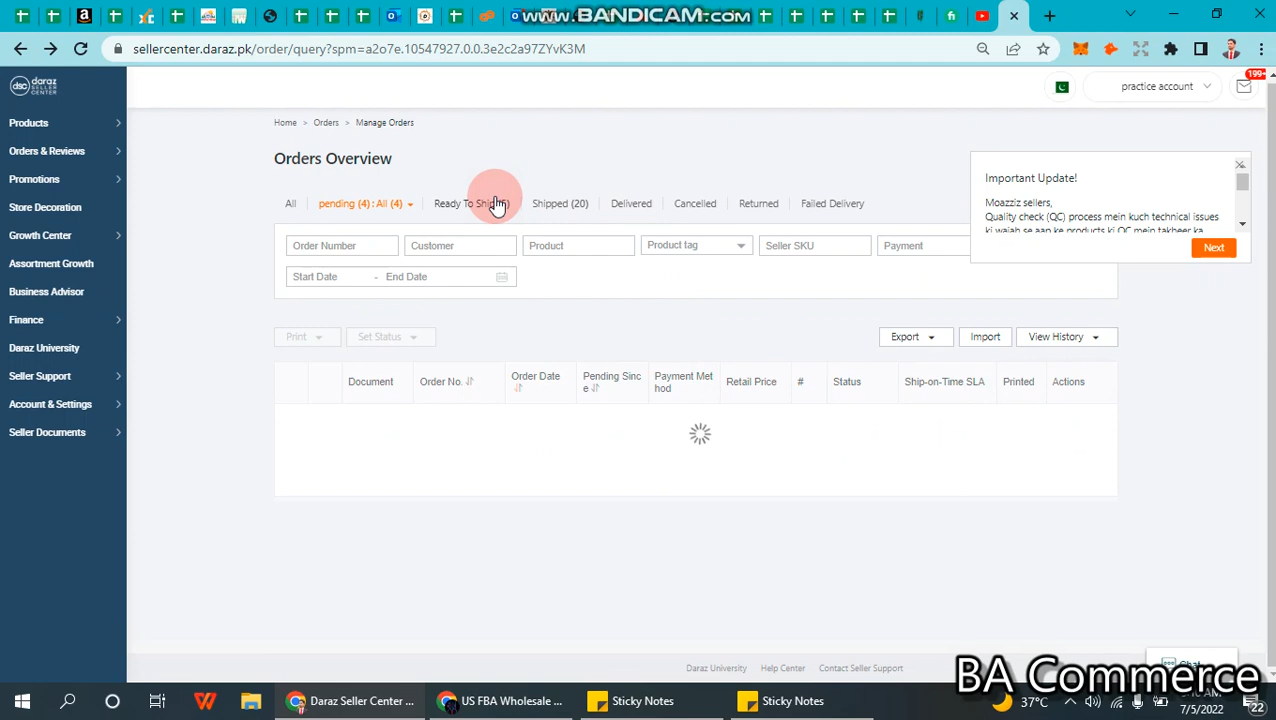 www.BANDICAM.com
sellercenter.daraz.pk/order/query?spm=a2o7e.10547927.0.0.3e2c2a97ZYvK3M
dsc daraz SELLER CENTER
practice account
199+
Products
Orders & Reviews
Promotions
Store Decoration
Growth Center
Assortment Growth
Business Advisor
Finance
Daraz University
Seller Support
Account & Settings
Seller Documents
Home > Orders > Manage Orders
Orders Overview
Important Update!
Moazziz sellers,
Quality check (QC) process mein kuch technical issues
ki wajah se aap ke products ki QC mein takheer ka
Next
All
pending (4) : All (4)
Ready To
Shipped (20)
Delivered
Cancelled
Returned
Failed Delivery
Order Number
Customer
Product
Product tag
Seller SKU
Payment
Start Date - End Date
Print
Set Status
Export
Import
View History
Document
Order No.
Order Date
Pending Sinc
e
Payment Met
hod
Retail Price
#
Status
Ship-on-Time SLA
Printed
Actions
Daraz University
Help Center
Contact Seller Support
Chat
BA Commerce
Daraz Seller Center ...
US FBA Wholesale ...
Sticky Notes
Sticky Notes
37°C
7/5/2022
22